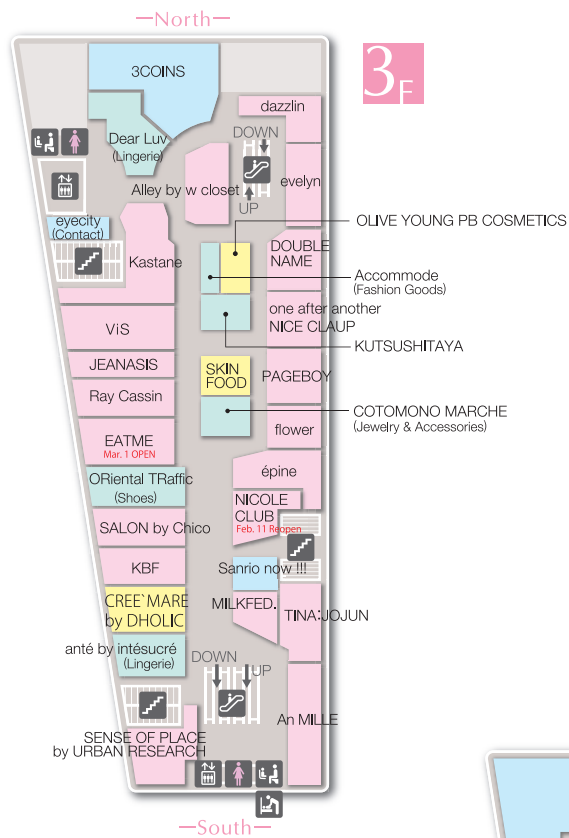 North
3F
3COINS
dazzlin
Dear Luv
(Lingerie)
DOWN
Alley by w closet
evelyn
UP
eyecity
(Contact)
OLIVE YOUNG PB COSMETICS
Kastane
DOUBLE
NAME
Accommode
(Fashion Goods)
one after another
NICE CLAUP
ViS
KUTSUSHITAYA
JEANASIS
SKIN
FOOD
PAGEBOY
Ray Cassin
COTOMONO MARCHE
(Jewelry & Accessories)
flower
EATME
Mar. 1 OPEN
épine
ORiental TRaffic
(Shoes)
NICOLE
CLUB
Feb. 11 Reopen
SALON by Chico
KBF
Sanrio now !!!
CREE`MARE
by DHOLIC
MILKFED.
TINA:JOJUN
anté by intésucré
(Lingerie)
DOWN
UP
An MILLE
SENSE OF PLACE
by URBAN RESEARCH
South